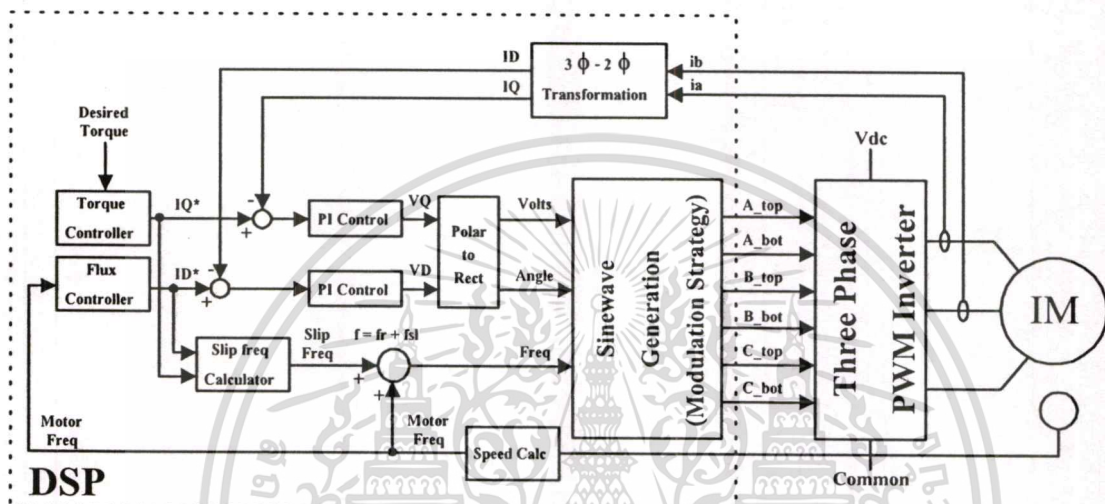 ID
IQ
3 ϕ - 2 ϕ
Transformation
ib
ia
Desired
Torque
Vdc
Torque
Controller
IQ*
-
+
PI Control
VQ
Polar
to
Rect
Volts
Angle
Sinewave
Generation
(Modulation Strategy)
A_top
A_bot
B_top
B_bot
C_top
C_bot
Three Phase
PWM Inverter
IM
Flux
Controller
ID*
-
+
PI Control
VD
Slip freq
Calculator
Slip
Freq
f = fr + fsl
+
+
Freq
Motor
Freq
Motor
Freq
Speed Calc
Common
DSP